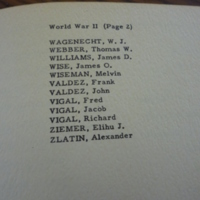 World War II (Page 2)
WAGENECHT, W. J.
WEBBER, Thomas W.
WILLIAMS, James D.
WISE, James O.
WISEMAN, Melvin
VALDEZ, Frank
VALDEZ, John
VIGAL, Fred
VIGAL, Jacob
VIGAL, Richard
ZIEMER, Elihu J.
ZLATIN, Alexander